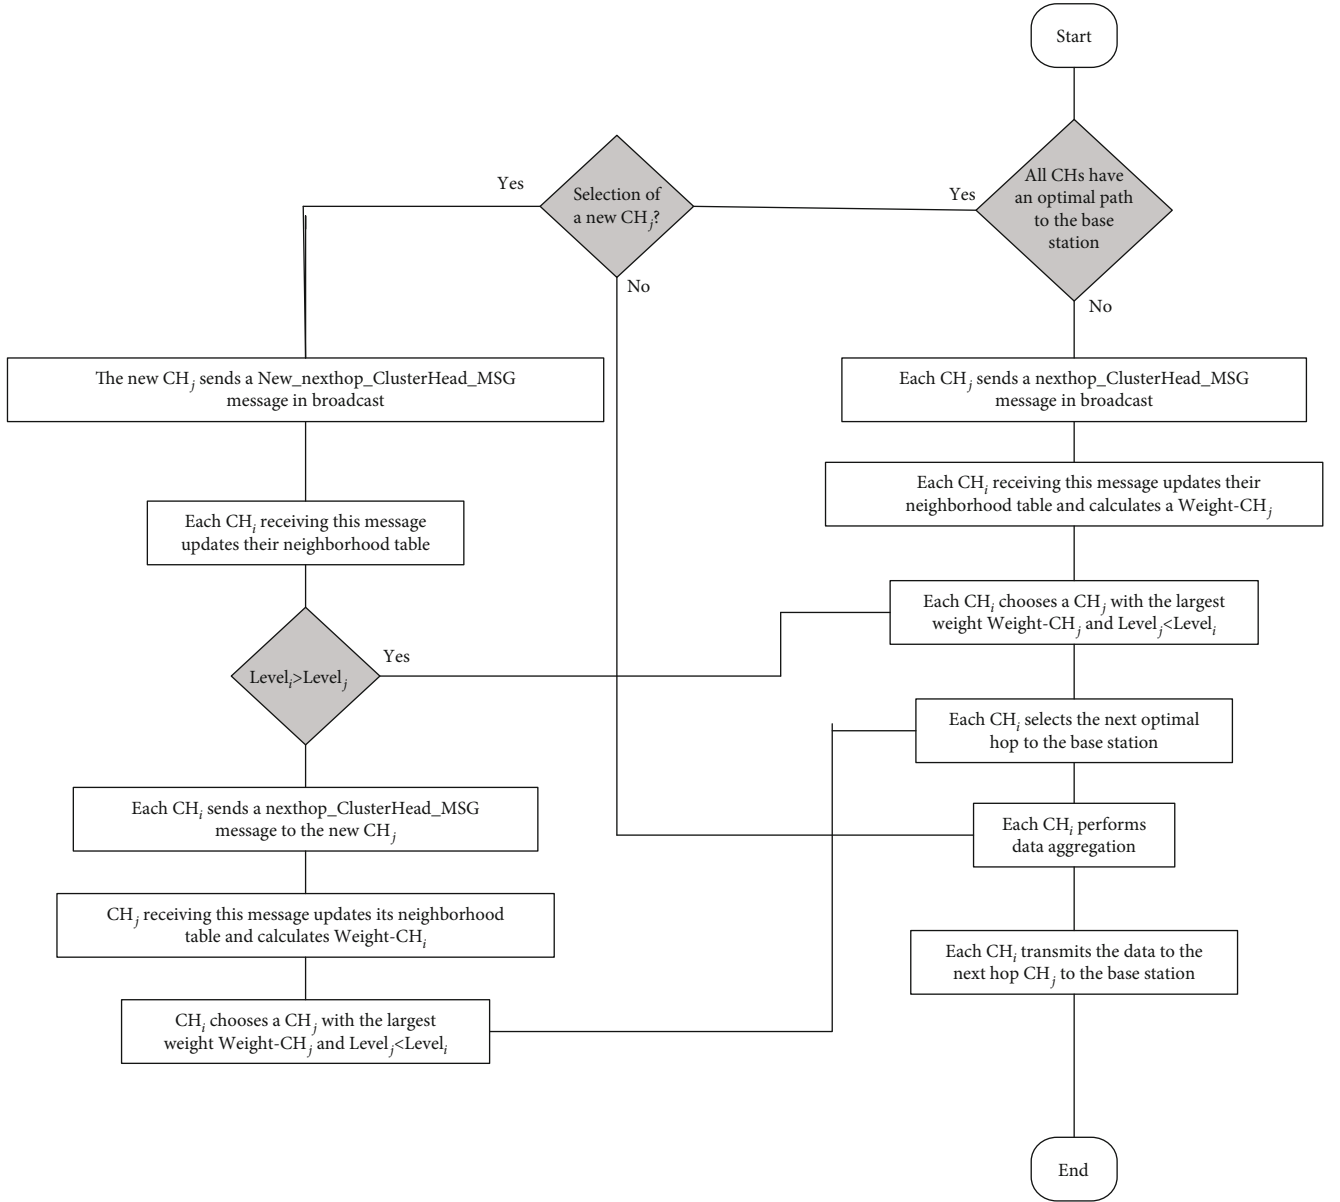 Start
All CHs have
an optimal path
to the base
station
Yes
No
Selection of
a new CHj?
Yes
No
The new CHj sends a New_nexthop_ClusterHead_MSG
message in broadcast
Each CHi receiving this message
updates their neighborhood table
Leveli>Levelj
Yes
Each CHi sends a nexthop_ClusterHead_MSG
message to the new CHj
CHj receiving this message updates its neighborhood
table and calculates Weight-CHi
CHi chooses a CHj with the largest
weight Weight-CHj and Levelj<Leveli
Each CHj sends a nexthop_ClusterHead_MSG
message in broadcast
Each CHi receiving this message updates their
neighborhood table and calculates a Weight-CHj
Each CHi chooses a CHj with the largest
weight Weight-CHj and Levelj<Leveli
Each CHi selects the next optimal
hop to the base station
Each CHi performs
data aggregation
Each CHi transmits the data to the
next hop CHj to the base station
End